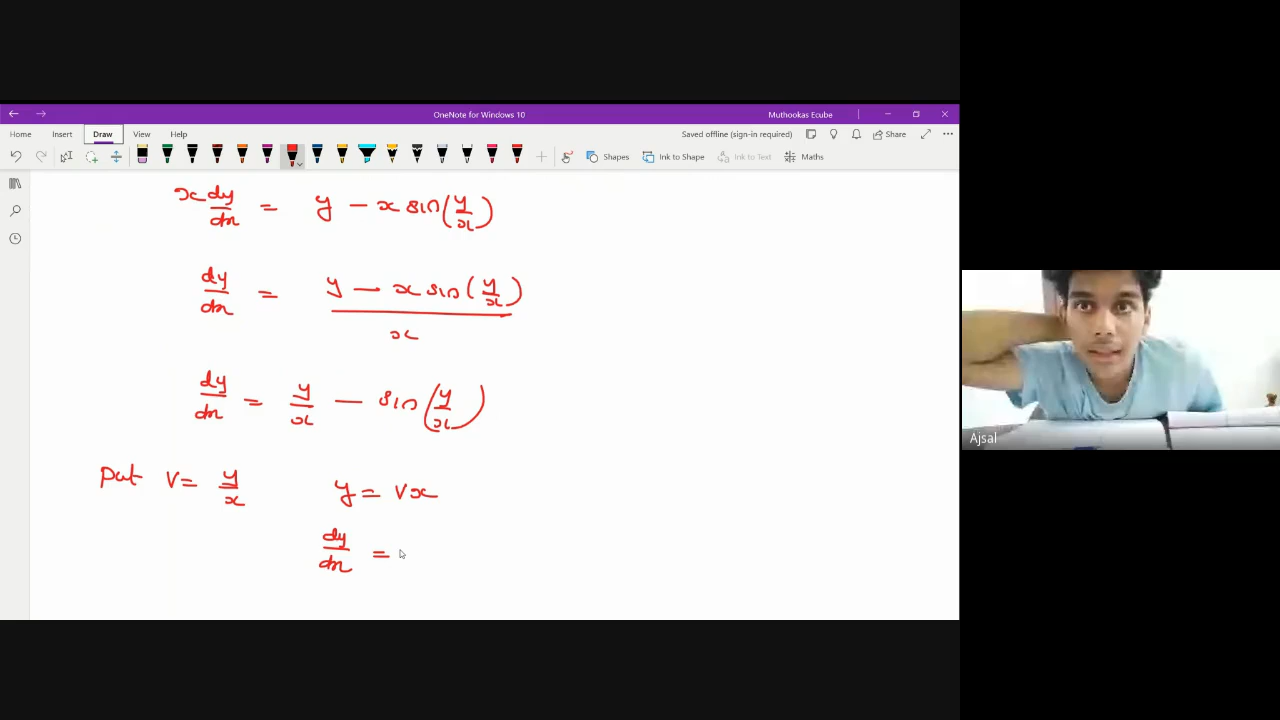 OneNote for Windows 10
Muthookas Ecube
Home Insert Draw View Help
Saved offline (sign-in required) Share
Shapes Ink to Shape Ink to Text Maths
x dy/dx = y - x sin(y/x)
dy/dx = y - x sin(y/x) / x
dy/dx = y/x - sin(y/x)
Put v = y/x y = vx
dy/dx =
Ajsal